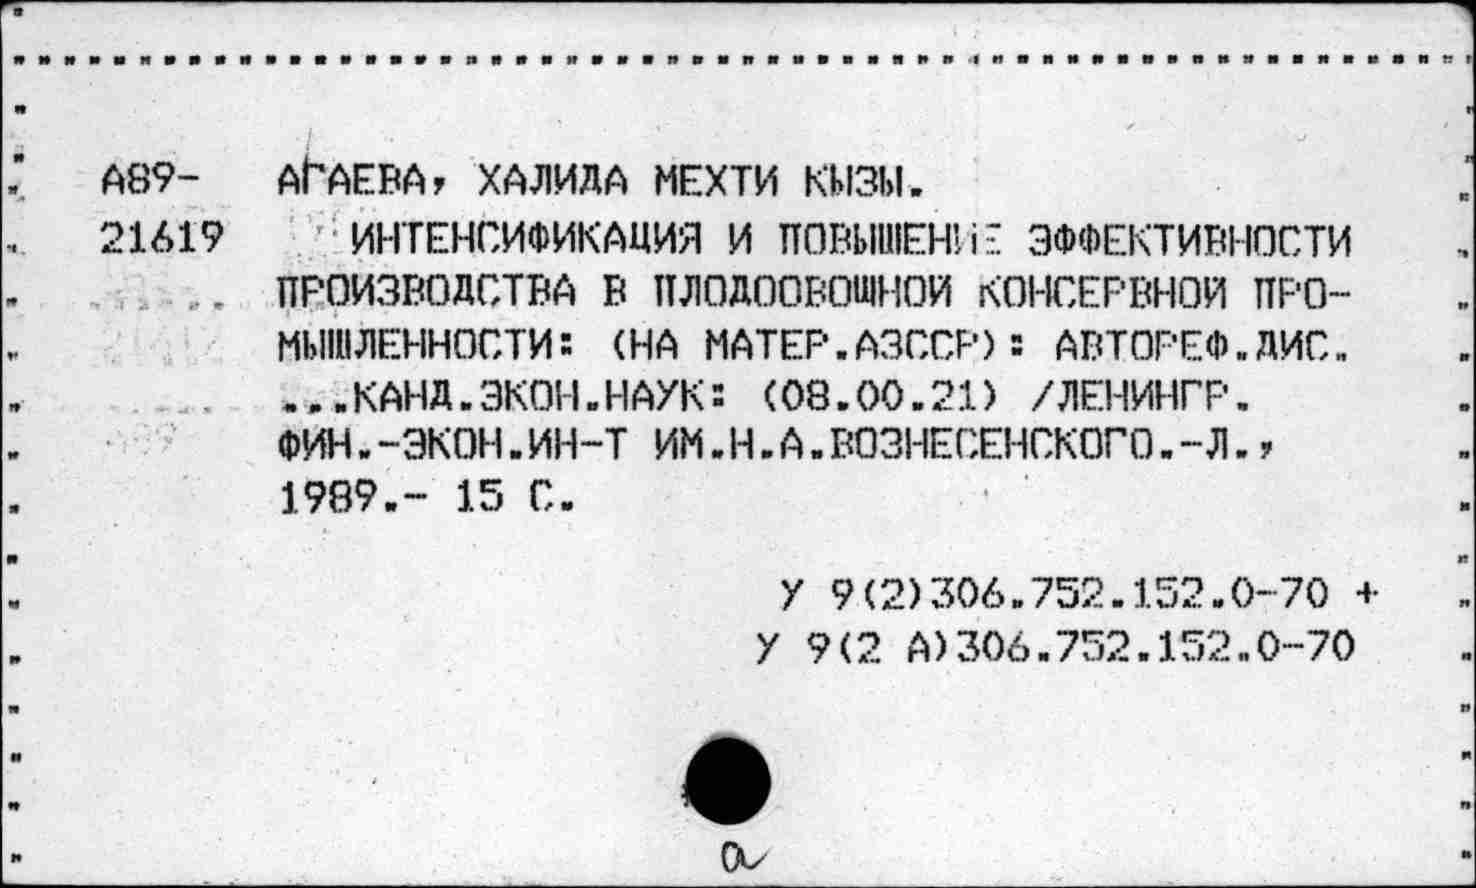 А89- АГАЕВА, ХАЛИДА МЕХТИ КЫЗЫ.
21619 ИНТЕНСИФИКАЦИЯ И ПОВЫШЕНИЕ ЭФФЕКТИВНОСТИ
ПРОИЗВОДСТВА В ПЛОДООВОЩНОЙ КОНСЕРВНОЙ ПРО-
МЫШЛЕННОСТИ: (НА МАТЕР.АЗССР): АВТОРЕФ.ДИС.
...КАНД.ЭКОН.НАУК: (08.00.21) /ЛЕНИНГР.
ФИН.-ЭКОН.ИН-Т ИМ.Н.А.ВОЗНЕСЕНСКОГО.-Л.,
1989.- 15 С.
У 9(2)306.752.152.0-70 +
У 9(2 А)306.752.152.0-70
а